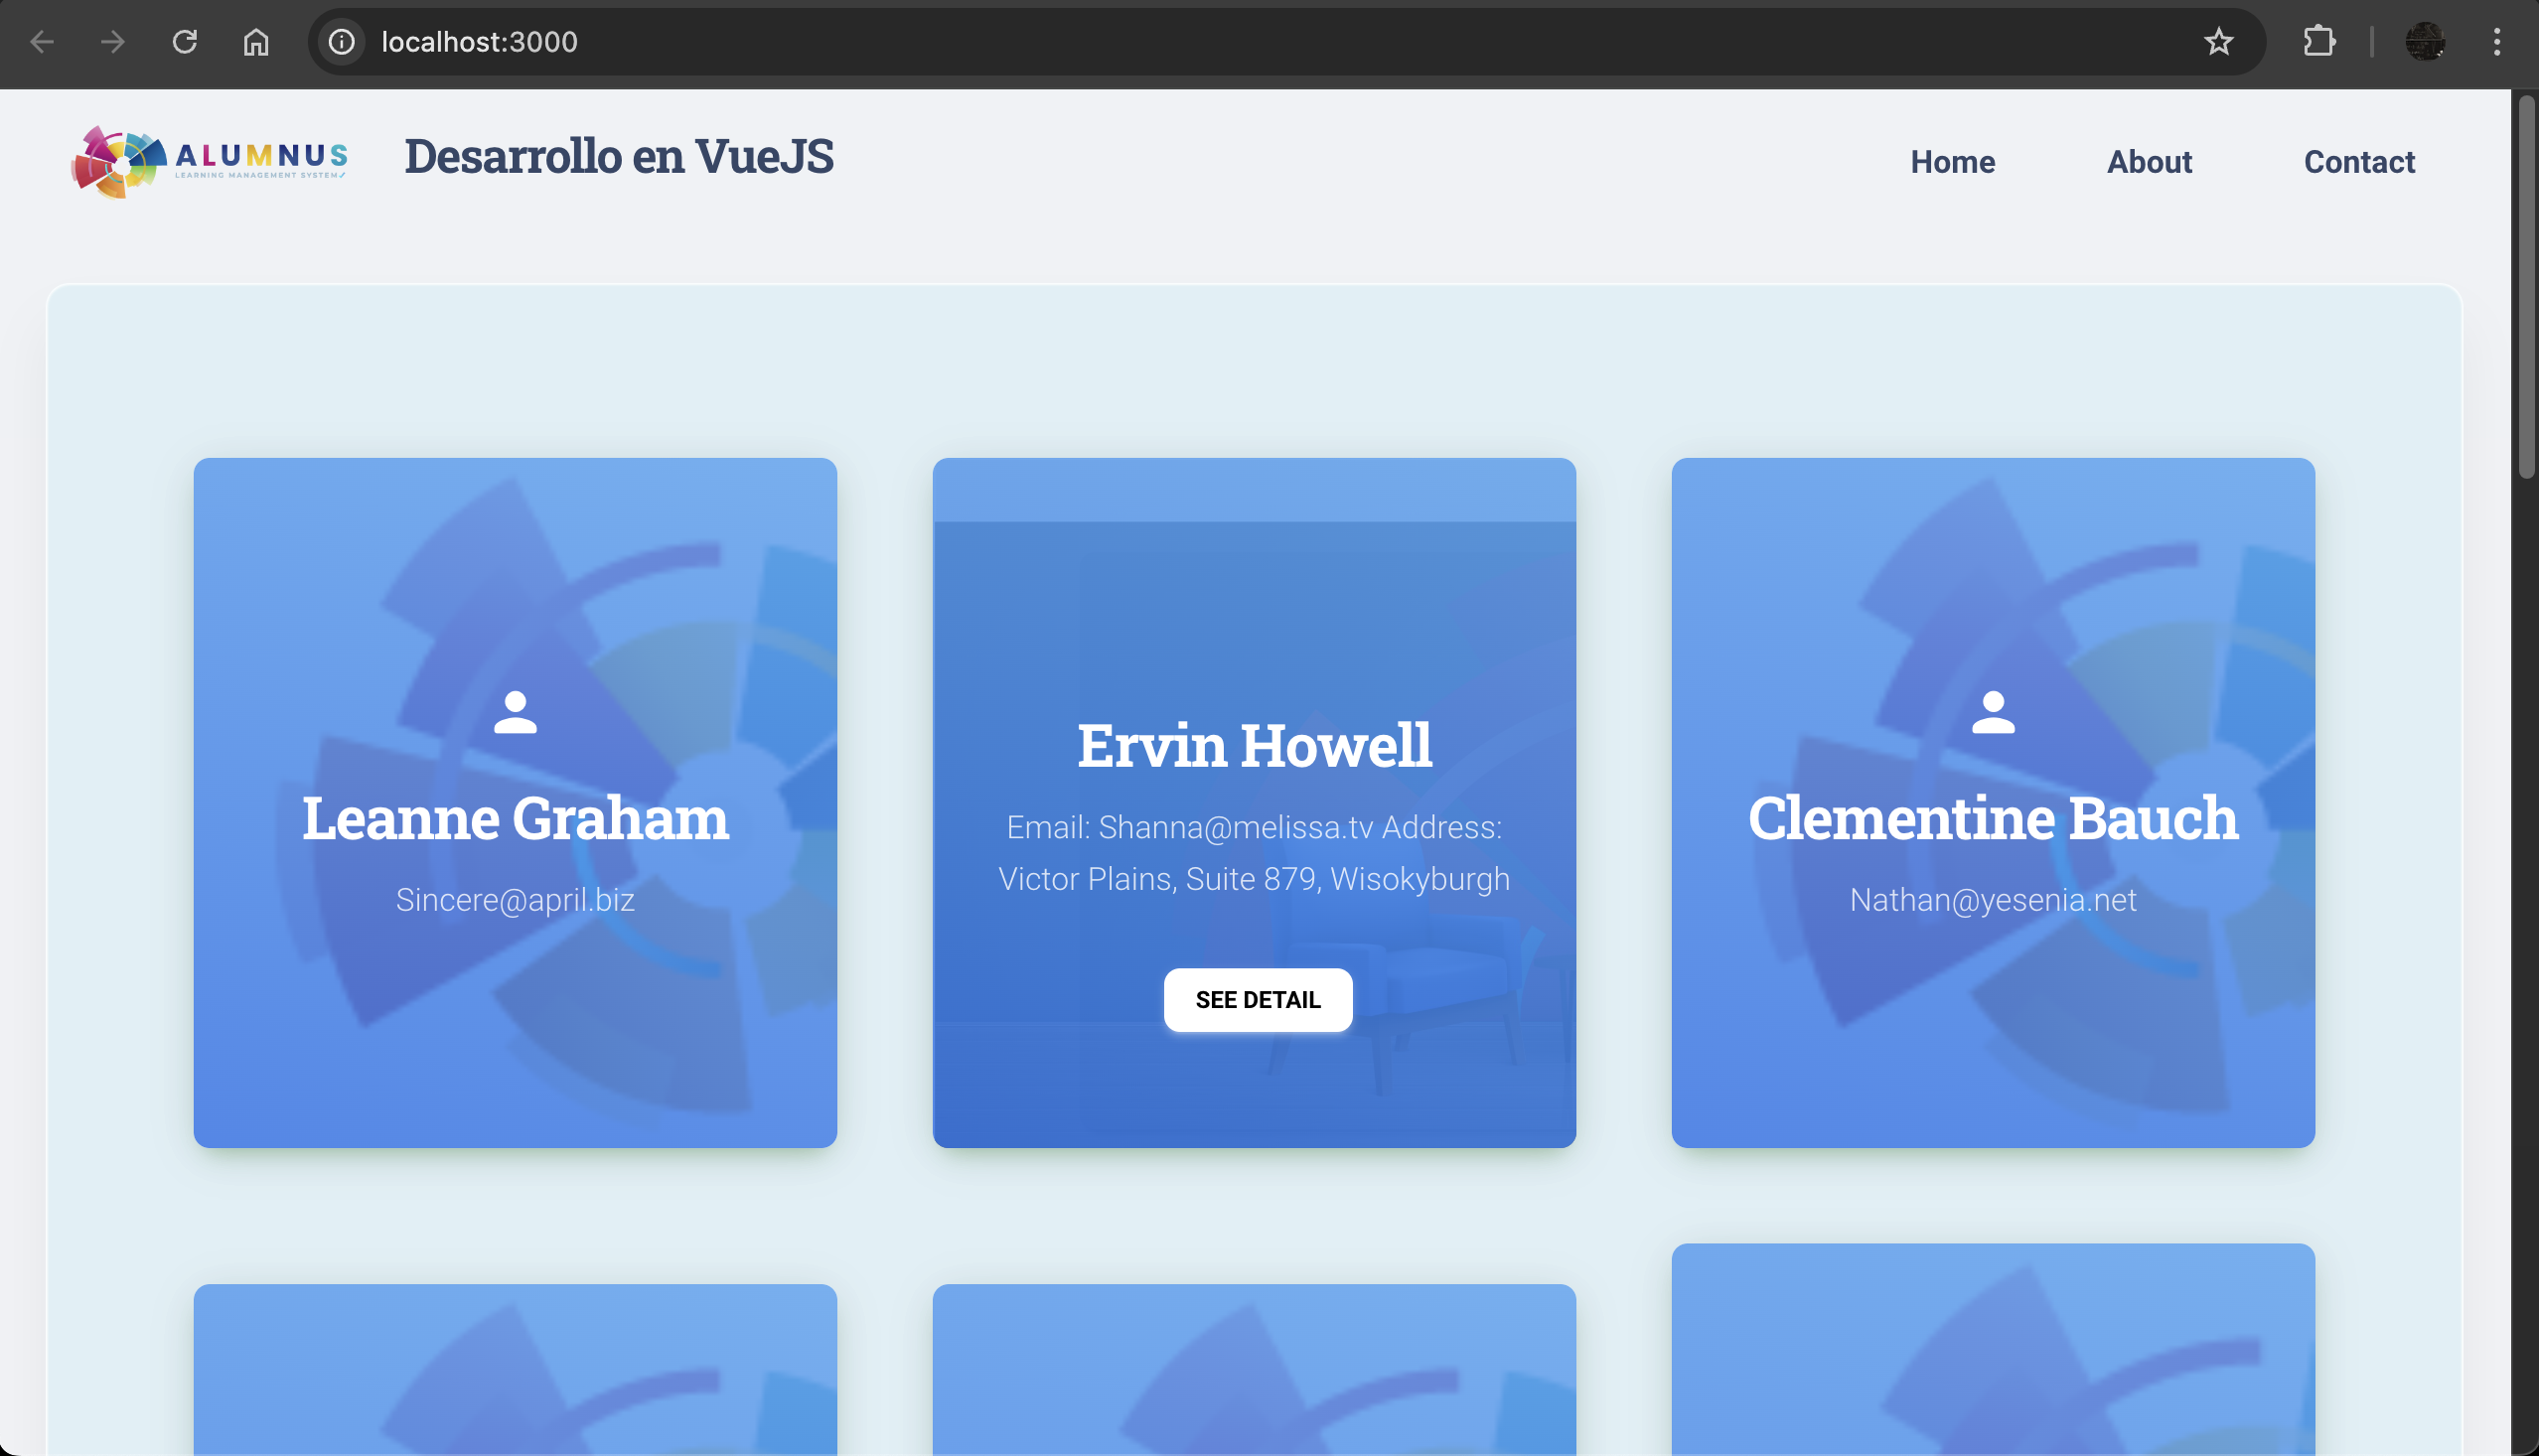 localhost:3000
ALUMNUS
LEARNING MANAGEMENT SYSTEM
Desarrollo en VueJS
Home
About
Contact
Leanne Graham
Sincere@april.biz
Ervin Howell
Email: Shanna@melissa.tv Address:
Victor Plains, Suite 879, Wisokyburgh
SEE DETAIL
Clementine Bauch
Nathan@yesenia.net